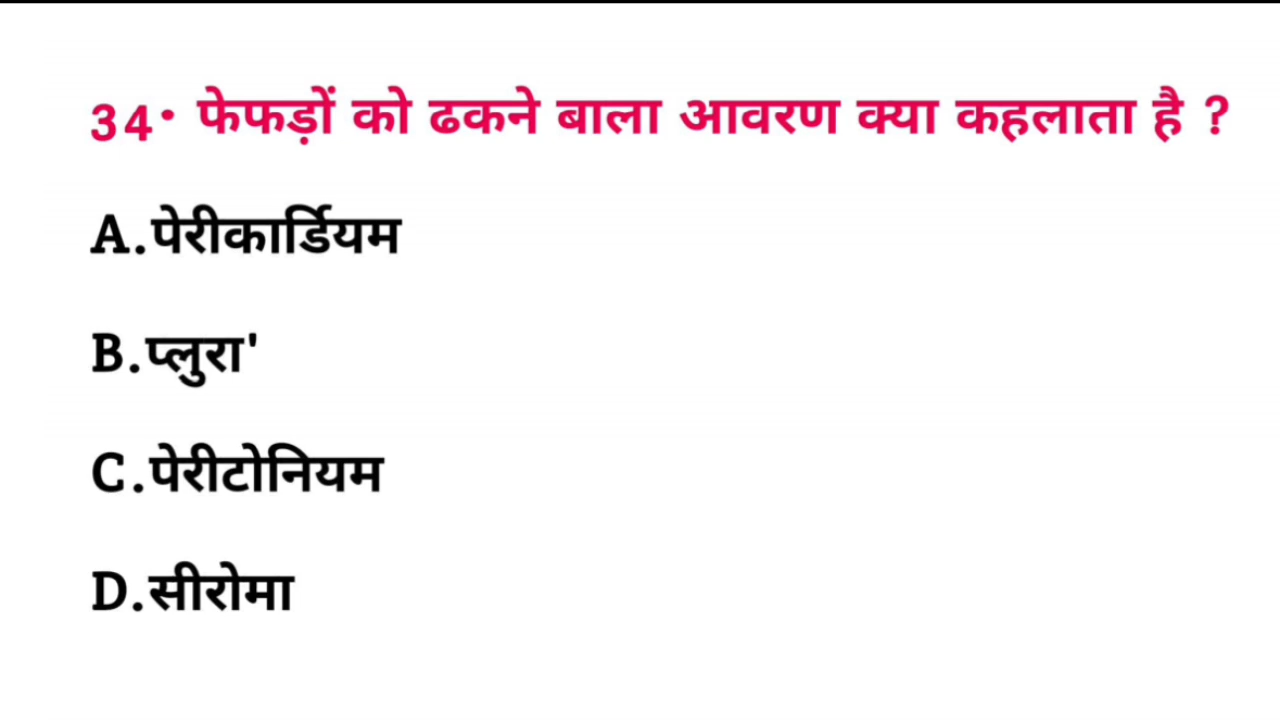 34• फेफड़ों को ढकने बाला आवरण क्या कहलाता है ?
A.पेरीकार्डियम
B.प्लुरा'
C.पेरीटोनियम
D.सीरोमा